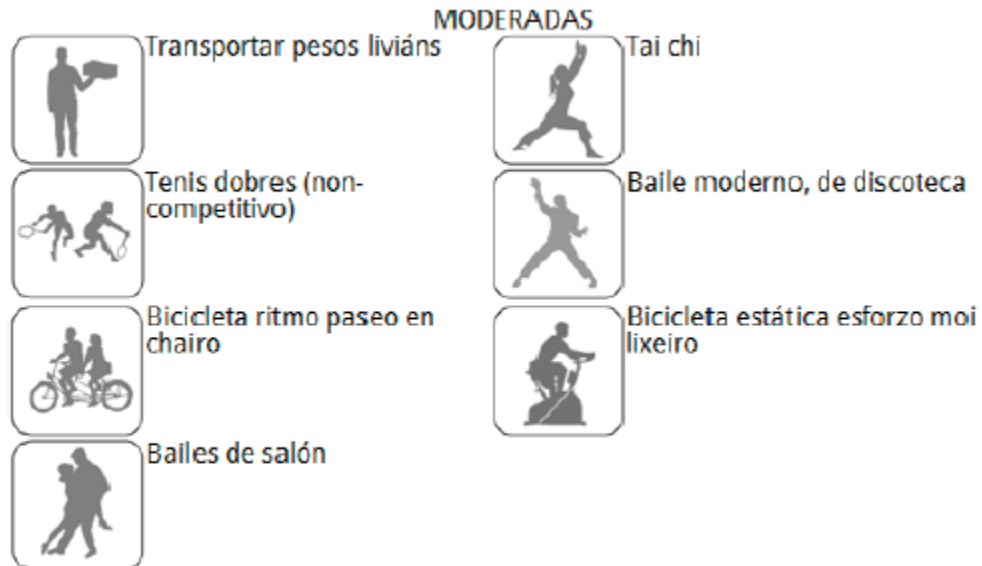 MODERADAS
Transportar pesos liviáns
Tai chi
Tenis dobres (non-
competitivo)
Baile moderno, de discoteca
Bicicleta ritmo paseo en
chairo
Bicicleta estática esforzo moi
lixeiro
Bailes de salón